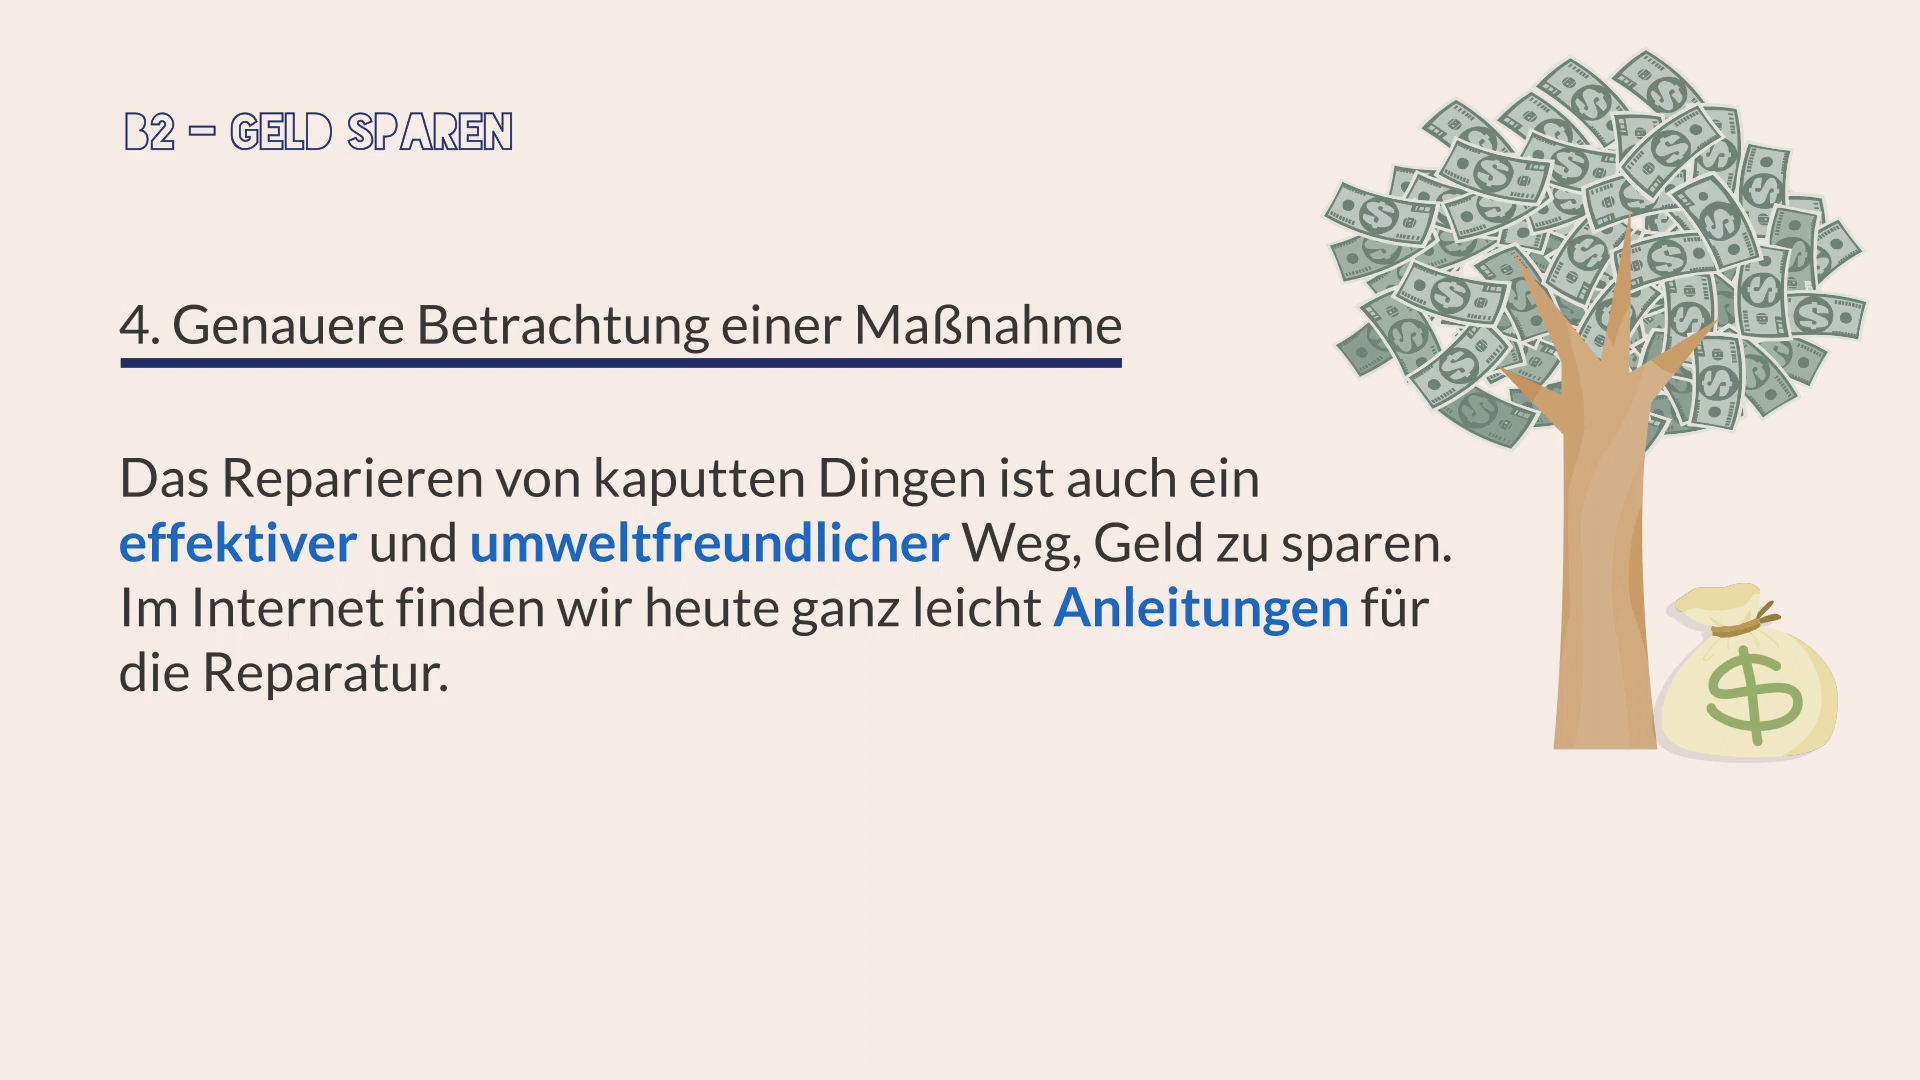 B2 – GELD SPAREN
4. Genauere Betrachtung einer Maßnahme
Das Reparieren von kaputten Dingen ist auch ein
effektiver und umweltfreundlicher Weg, Geld zu sparen.
Im Internet finden wir heute ganz leicht Anleitungen für
die Reparatur.